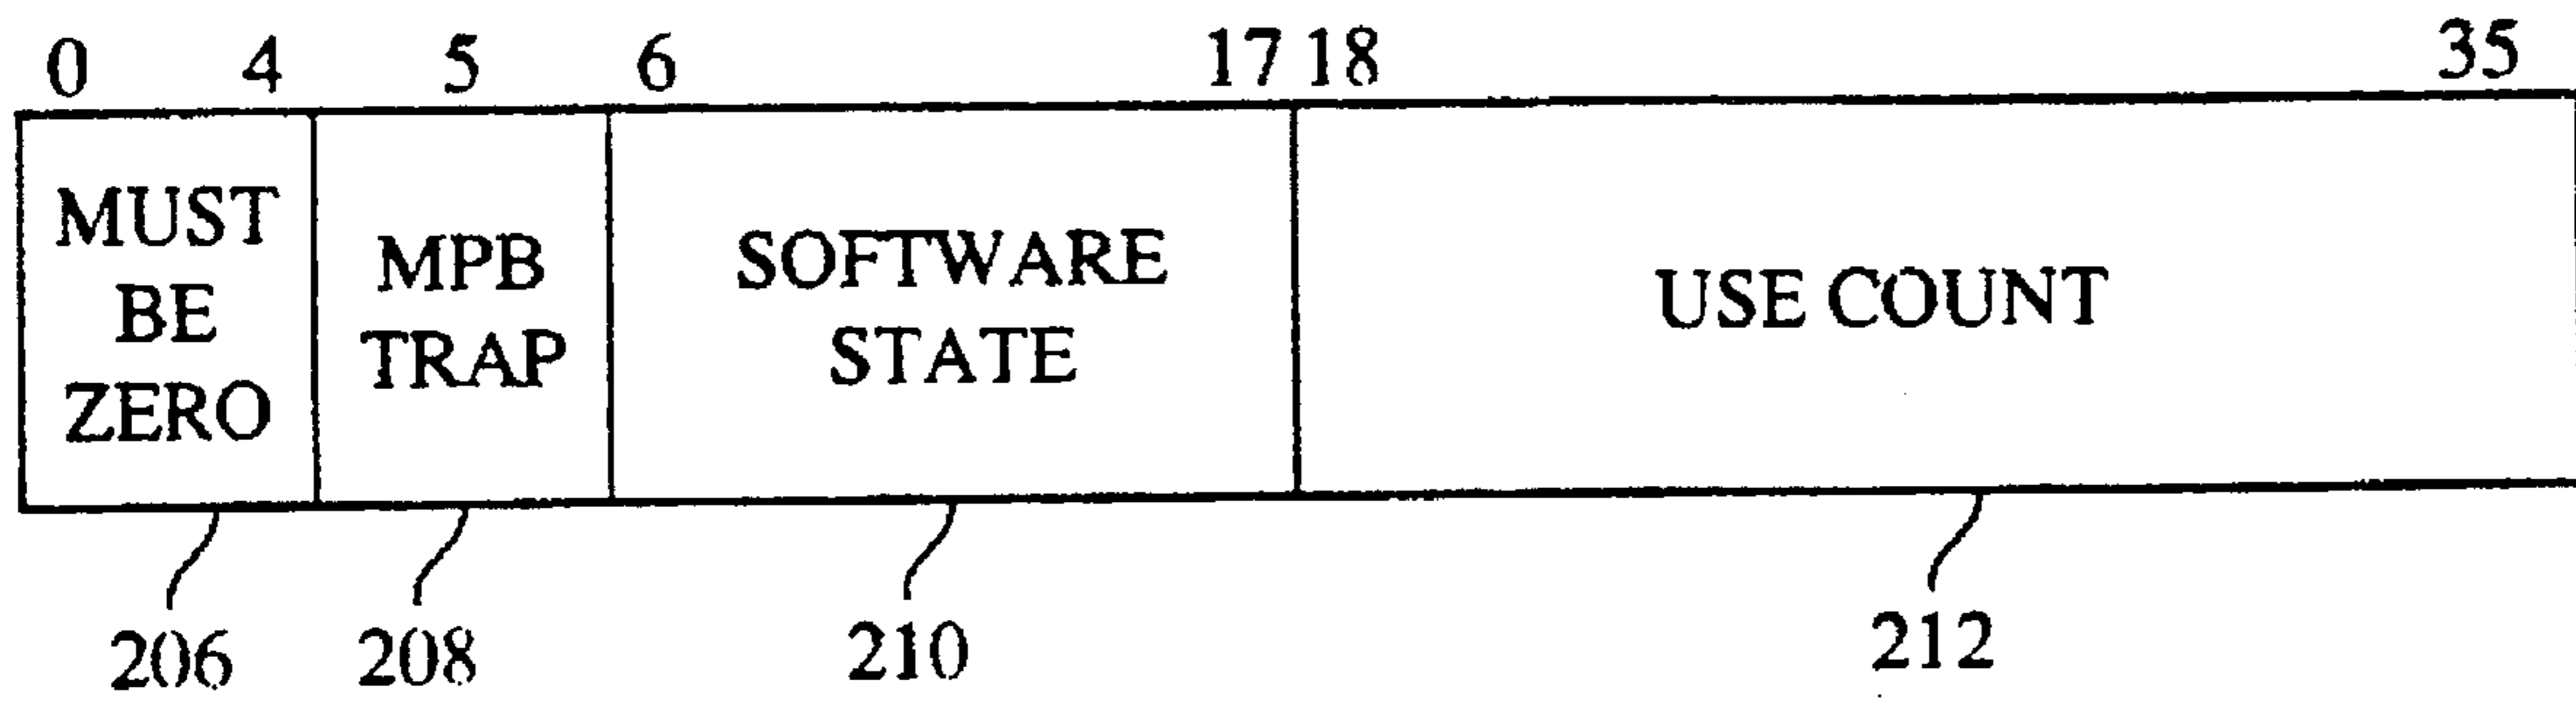 0 4 5 6 17 18 35
MUST
BE
ZERO
MPB
TRAP
SOFTWARE
STATE
USE COUNT
206 208 210 212